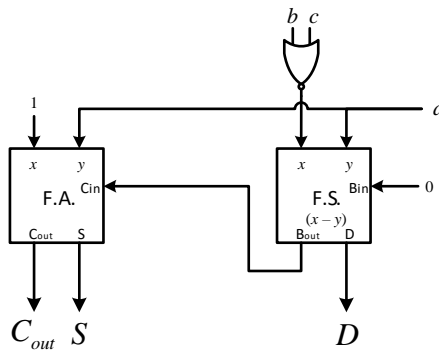 b c
1
x y
Cin
F.A.
Cout S
x y
Bin
0
F.S.
(x – y)
Bout D
Cout S
D